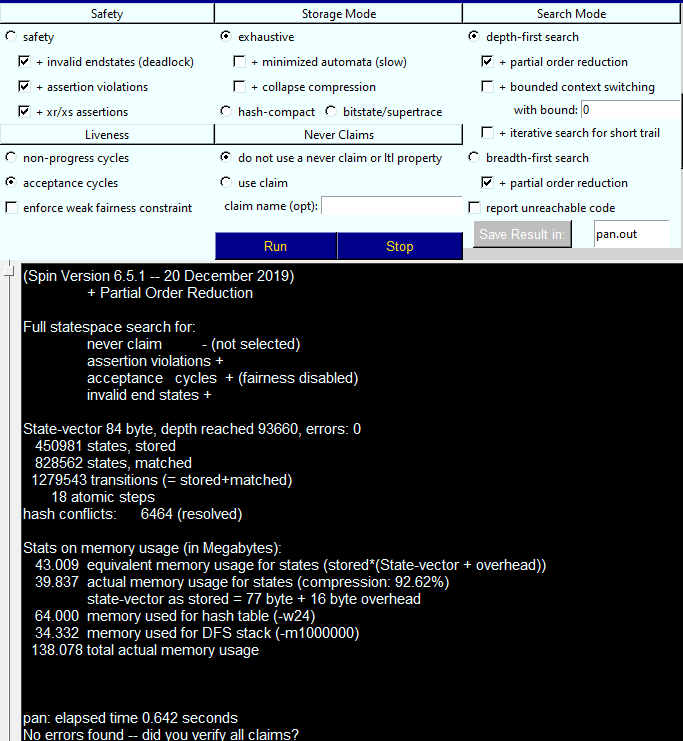 Safety Storage Mode Search Mode
safety exhaustive depth-first search
+ invalid endstates (deadlock) + minimized automata (slow) + partial order reduction
+ assertion violations + collapse compression + bounded context switching
+ xr/xs assertions hash-compact bitstate/supertrace with bound: 0
Liveness Never Claims + iterative search for short trail
non-progress cycles do not use a never claim or ltl property breadth-first search
acceptance cycles use claim + partial order reduction
enforce weak fairness constraint claim name (opt): report unreachable code
Run Stop Save Result in: pan.out
(Spin Version 6.5.1 -- 20 December 2019)
+ Partial Order Reduction
Full statespace search for:
never claim - (not selected)
assertion violations +
acceptance cycles + (fairness disabled)
invalid end states +
State-vector 84 byte, depth reached 93660, errors: 0
450981 states, stored
828562 states, matched
1279543 transitions (= stored+matched)
18 atomic steps
hash conflicts: 6464 (resolved)
Stats on memory usage (in Megabytes):
43.009 equivalent memory usage for states (stored*(State-vector + overhead))
39.837 actual memory usage for states (compression: 92.62%)
state-vector as stored = 77 byte + 16 byte overhead
64.000 memory used for hash table (-w24)
34.332 memory used for DFS stack (-m1000000)
138.078 total actual memory usage
pan: elapsed time 0.642 seconds
No errors found -- did you verify all claims?